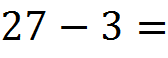 27 − 3 =